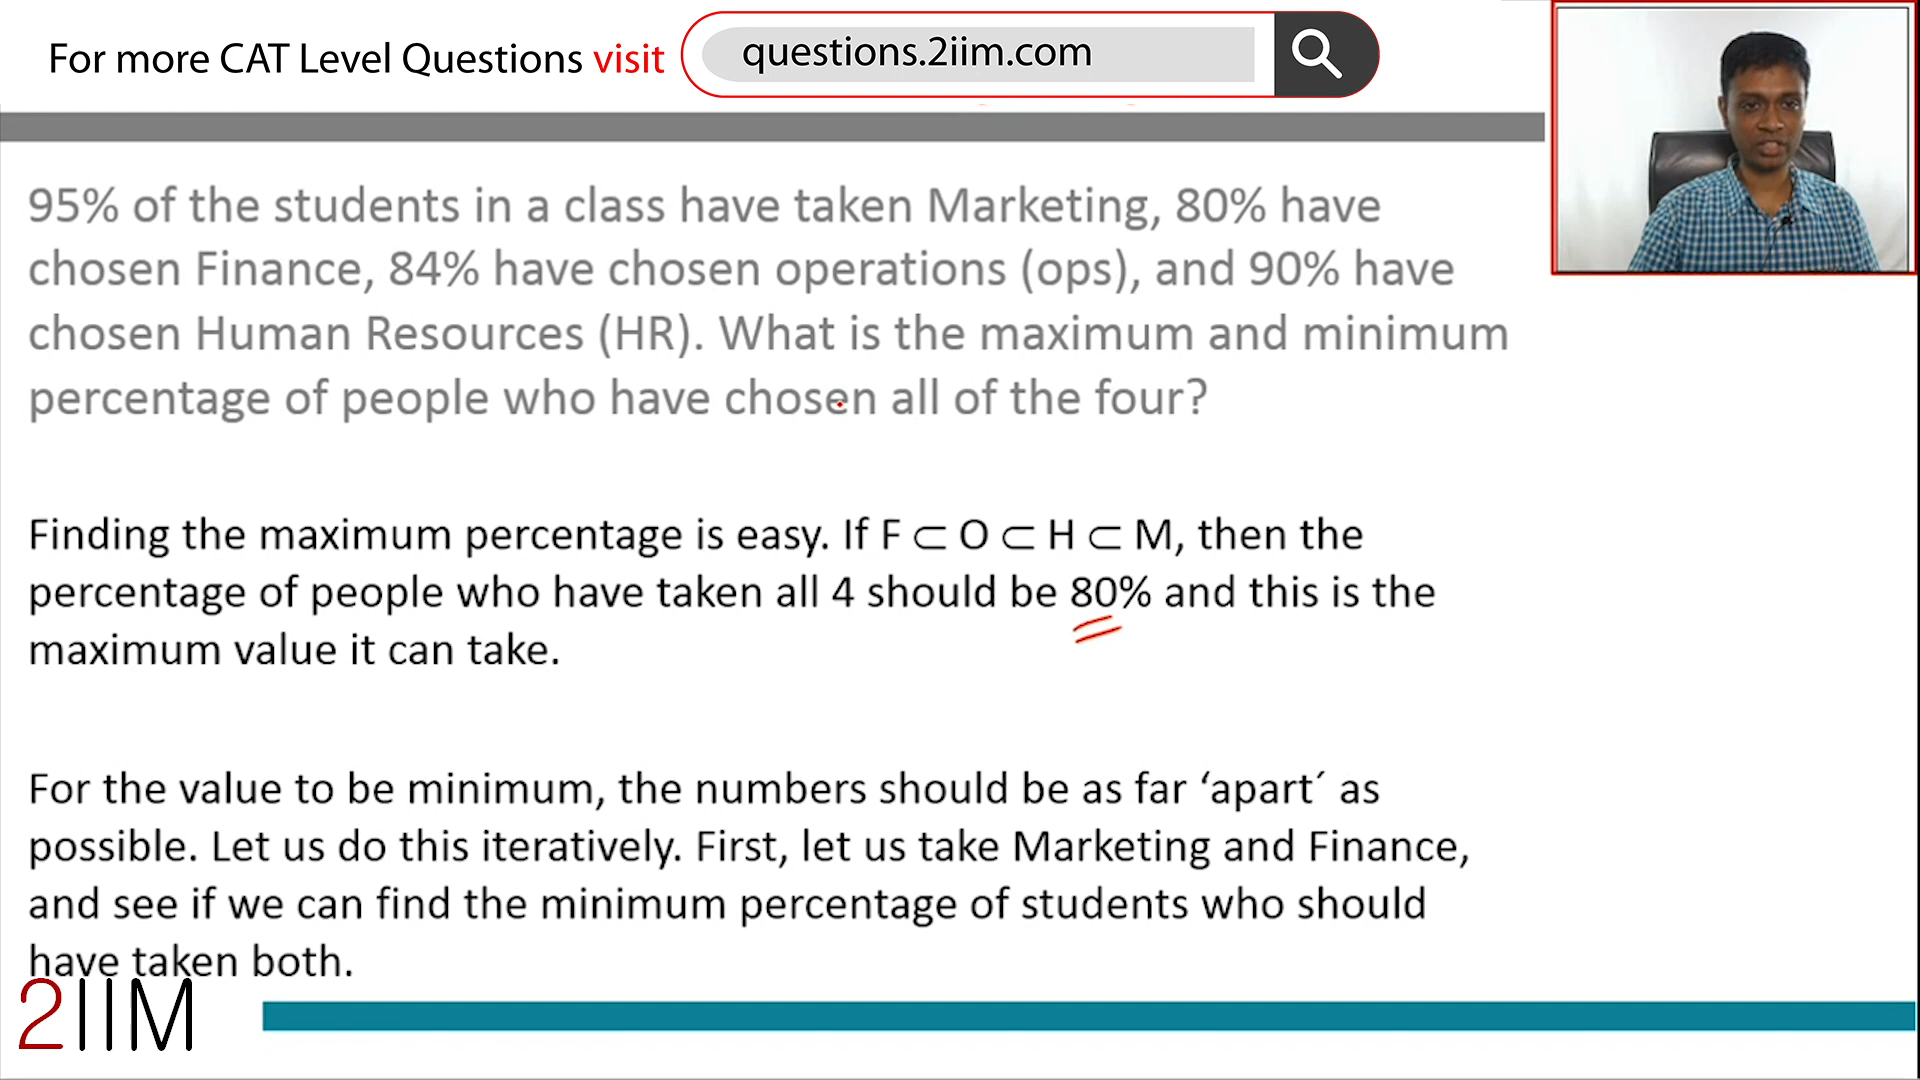 For more CAT Level Questions visit questions.2iim.com
95% of the students in a class have taken Marketing, 80% have
chosen Finance, 84% have chosen operations (ops), and 90% have
chosen Human Resources (HR). What is the maximum and minimum
percentage of people who have chosen all of the four?
Finding the maximum percentage is easy. If F ⊂ O ⊂ H ⊂ M, then the
percentage of people who have taken all 4 should be 80% and this is the
maximum value it can take.
For the value to be minimum, the numbers should be as far ‘apart´ as
possible. Let us do this iteratively. First, let us take Marketing and Finance,
and see if we can find the minimum percentage of students who should
have taken both.
2IIM